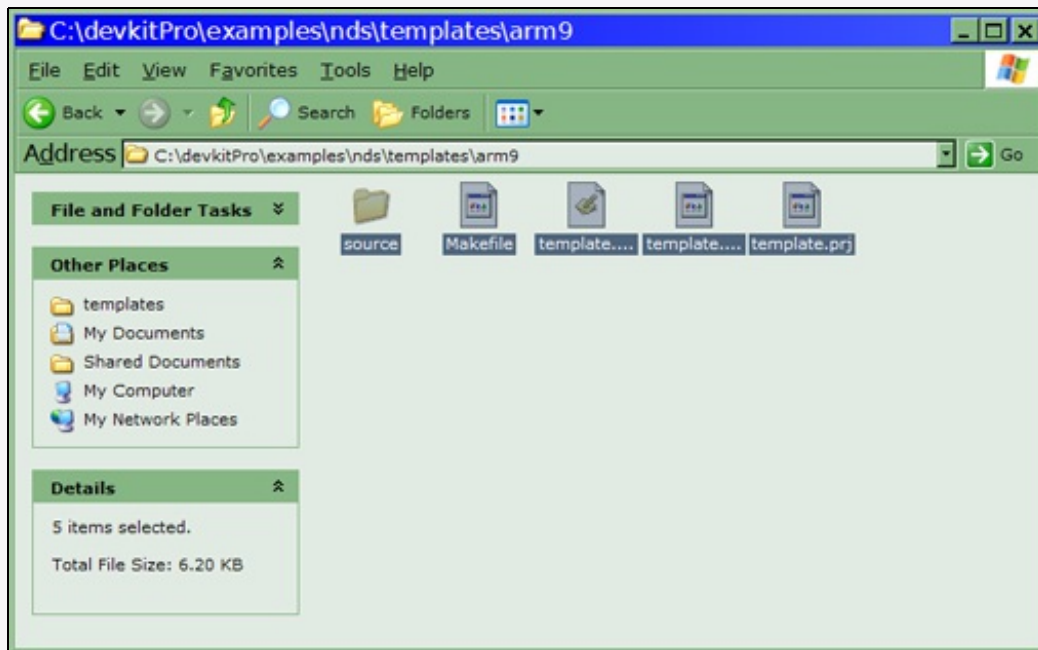 C:\devkitPro\examples\nds\templates\arm9
File Edit View Favorites Tools Help
Back Search Folders
Address C:\devkitPro\examples\nds\templates\arm9 Go
File and Folder Tasks
source Makefile template.... template.... template.prj
Other Places
templates
My Documents
Shared Documents
My Computer
My Network Places
Details
5 items selected.
Total File Size: 6.20 KB